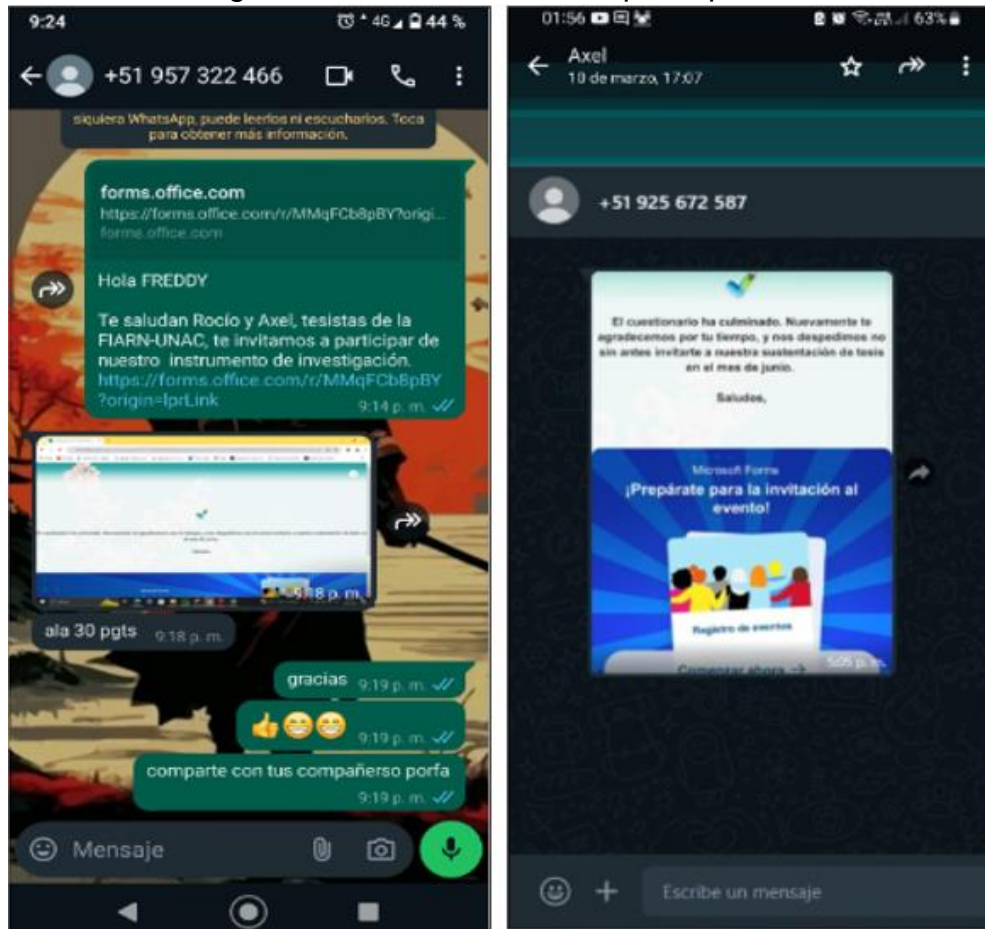 9:24
4G 44 %
+51 957 322 466
siquiera WhatsApp, puede leerlos ni escucharlos. Toca
para obtener más información.
forms.office.com
https://forms.office.com/r/MMqFCb8pBY?origi...
forms.office.com
Hola FREDDY
Te saludan Rocío y Axel, tesistas de la
FIARN-UNAC, te invitamos a participar de
nuestro instrumento de investigación.
https://forms.office.com/r/MMqFCb8pBY
?origin=lprLink
9:14 p. m.
9:18 p. m.
ala 30 pgts 9:18 p. m.
gracias 9:19 p. m.
9:19 p. m.
comparte con tus compañerso porfa
9:19 p. m.
Mensaje
01:56
63%
Axel
10 de marzo, 17:07
+51 925 672 587
El cuestionario ha culminado. Nuevamente te
agradecemos por tu tiempo, y nos despedimos no
sin antes invitarte a nuestra sustentación de tesis
en el mes de junio.
Saludos,
Microsoft Forms
¡Prepárate para la invitación al
evento!
Registro de eventos
Comenzar ahora →
5:05 p. m.
Escribe un mensaje